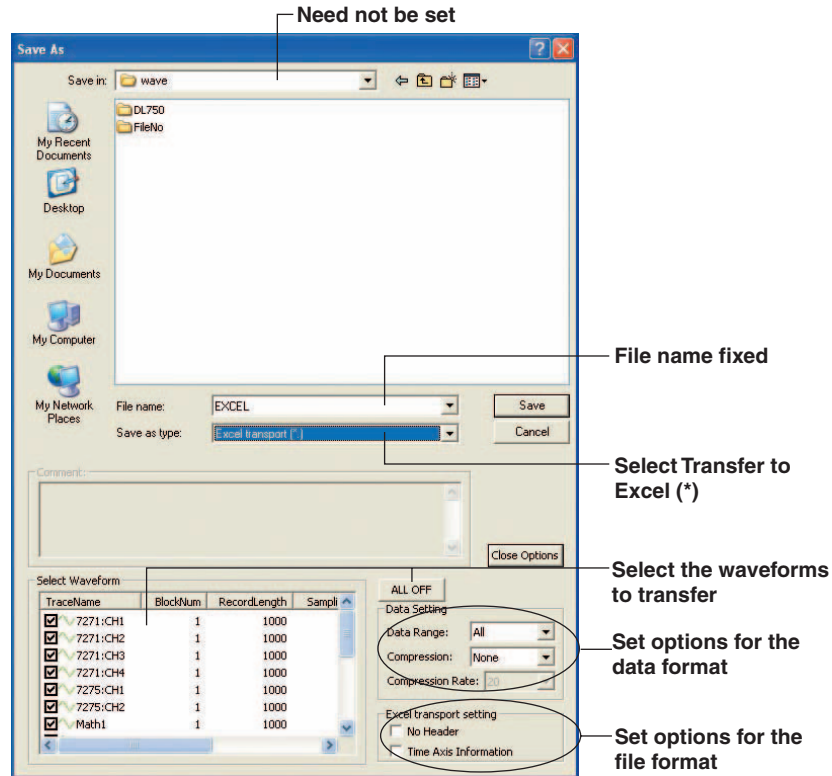 Need not be set
Save As
Save in: wave
DL750
FileNo
My Recent
Documents
Desktop
My Documents
My Computer
My Network
Places
File name: EXCEL
Save
Save as type: Excel transport (*.)
Cancel
File name fixed
Select Transfer to
Excel (*)
Comment:
Close Options
Select the waveforms
to transfer
Select Waveform
TraceName BlockNum RecordLength Sampli
7271:CH1 1 1000
7271:CH2 1 1000
7271:CH3 1 1000
7271:CH4 1 1000
7275:CH1 1 1000
7275:CH2 1 1000
Math1 1 1000
ALL OFF
Data Setting
Data Range: All
Compression: None
Compression Rate: 20
Set options for the
data format
Excel transport setting
No Header
Time Axis Information
Set options for the
file format